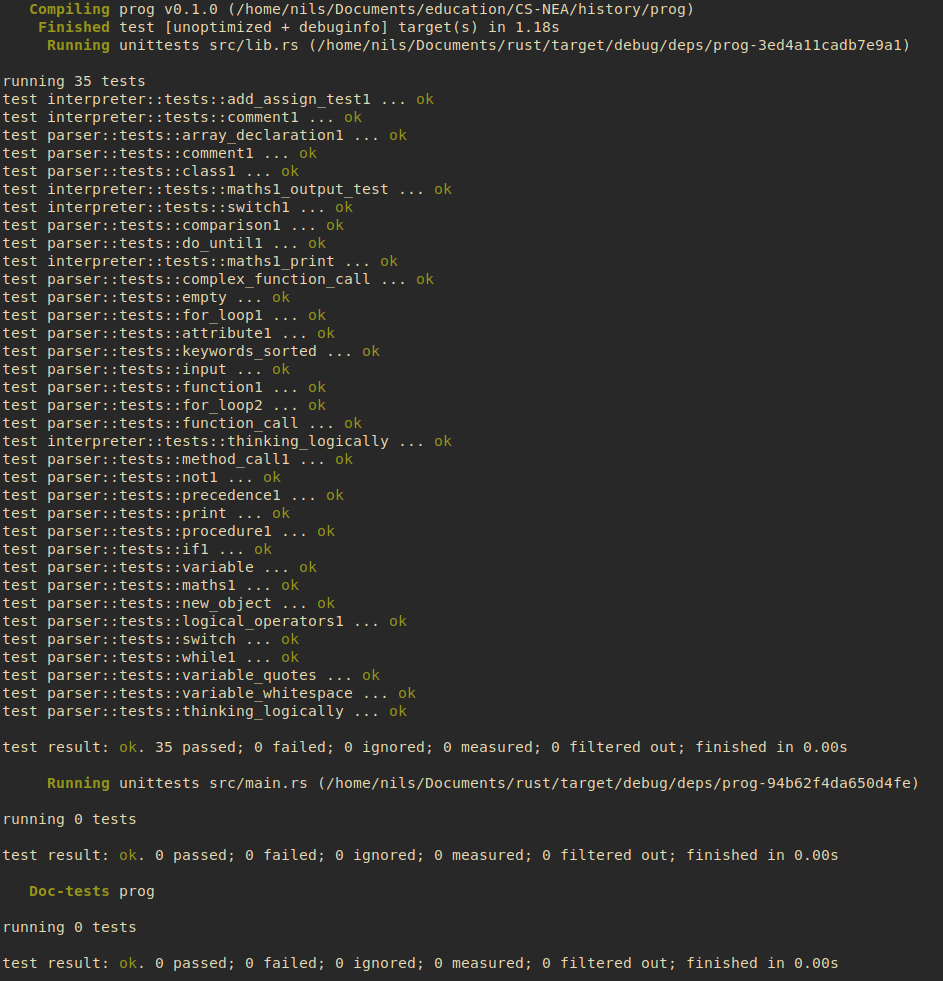 Compiling prog v0.1.0 (/home/nils/Documents/education/CS-NEA/history/prog)
Finished test [unoptimized + debuginfo] target(s) in 1.18s
Running unittests src/lib.rs (/home/nils/Documents/rust/target/debug/deps/prog-3ed4a11cadb7e9a1)
running 35 tests
test interpreter::tests::add_assign_test1 ... ok
test interpreter::tests::comment1 ... ok
test parser::tests::array_declaration1 ... ok
test parser::tests::comment1 ... ok
test parser::tests::class1 ... ok
test interpreter::tests::maths1_output_test ... ok
test interpreter::tests::switch1 ... ok
test parser::tests::comparison1 ... ok
test parser::tests::do_until1 ... ok
test interpreter::tests::maths1_print ... ok
test parser::tests::complex_function_call ... ok
test parser::tests::empty ... ok
test parser::tests::for_loop1 ... ok
test parser::tests::attribute1 ... ok
test parser::tests::keywords_sorted ... ok
test parser::tests::input ... ok
test parser::tests::function1 ... ok
test parser::tests::for_loop2 ... ok
test parser::tests::function_call ... ok
test interpreter::tests::thinking_logically ... ok
test parser::tests::method_call1 ... ok
test parser::tests::not1 ... ok
test parser::tests::precedence1 ... ok
test parser::tests::print ... ok
test parser::tests::procedure1 ... ok
test parser::tests::if1 ... ok
test parser::tests::variable ... ok
test parser::tests::maths1 ... ok
test parser::tests::new_object ... ok
test parser::tests::logical_operators1 ... ok
test parser::tests::switch ... ok
test parser::tests::while1 ... ok
test parser::tests::variable_quotes ... ok
test parser::tests::variable_whitespace ... ok
test parser::tests::thinking_logically ... ok
test result: ok. 35 passed; 0 failed; 0 ignored; 0 measured; 0 filtered out; finished in 0.00s
Running unittests src/main.rs (/home/nils/Documents/rust/target/debug/deps/prog-94b62f4da650d4fe)
running 0 tests
test result: ok. 0 passed; 0 failed; 0 ignored; 0 measured; 0 filtered out; finished in 0.00s
Doc-tests prog
running 0 tests
test result: ok. 0 passed; 0 failed; 0 ignored; 0 measured; 0 filtered out; finished in 0.00s